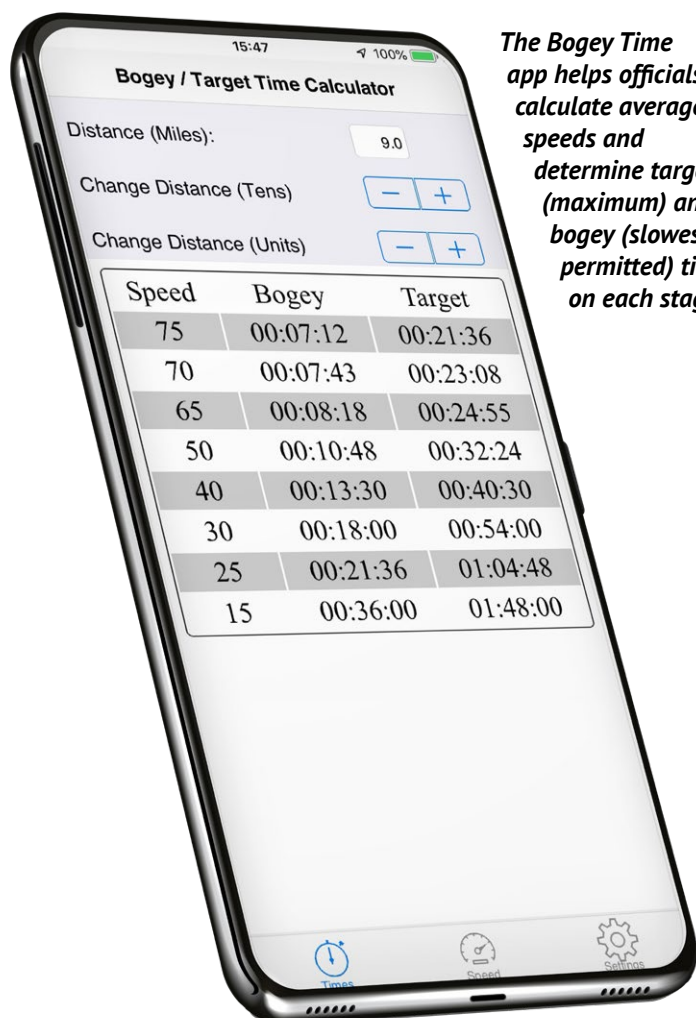 15:47 100%
Bogey / Target Time Calculator
Distance (Miles): 9.0
Change Distance (Tens) − +
Change Distance (Units) − +
Speed Bogey Target
75 00:07:12 00:21:36
70 00:07:43 00:23:08
65 00:08:18 00:24:55
50 00:10:48 00:32:24
40 00:13:30 00:40:30
30 00:18:00 00:54:00
25 00:21:36 01:04:48
15 00:36:00 01:48:00
Times Speed Settings
The Bogey Time
app helps officials
calculate average
speeds and
determine targe
(maximum) an
bogey (slowes
permitted) ti
on each stag